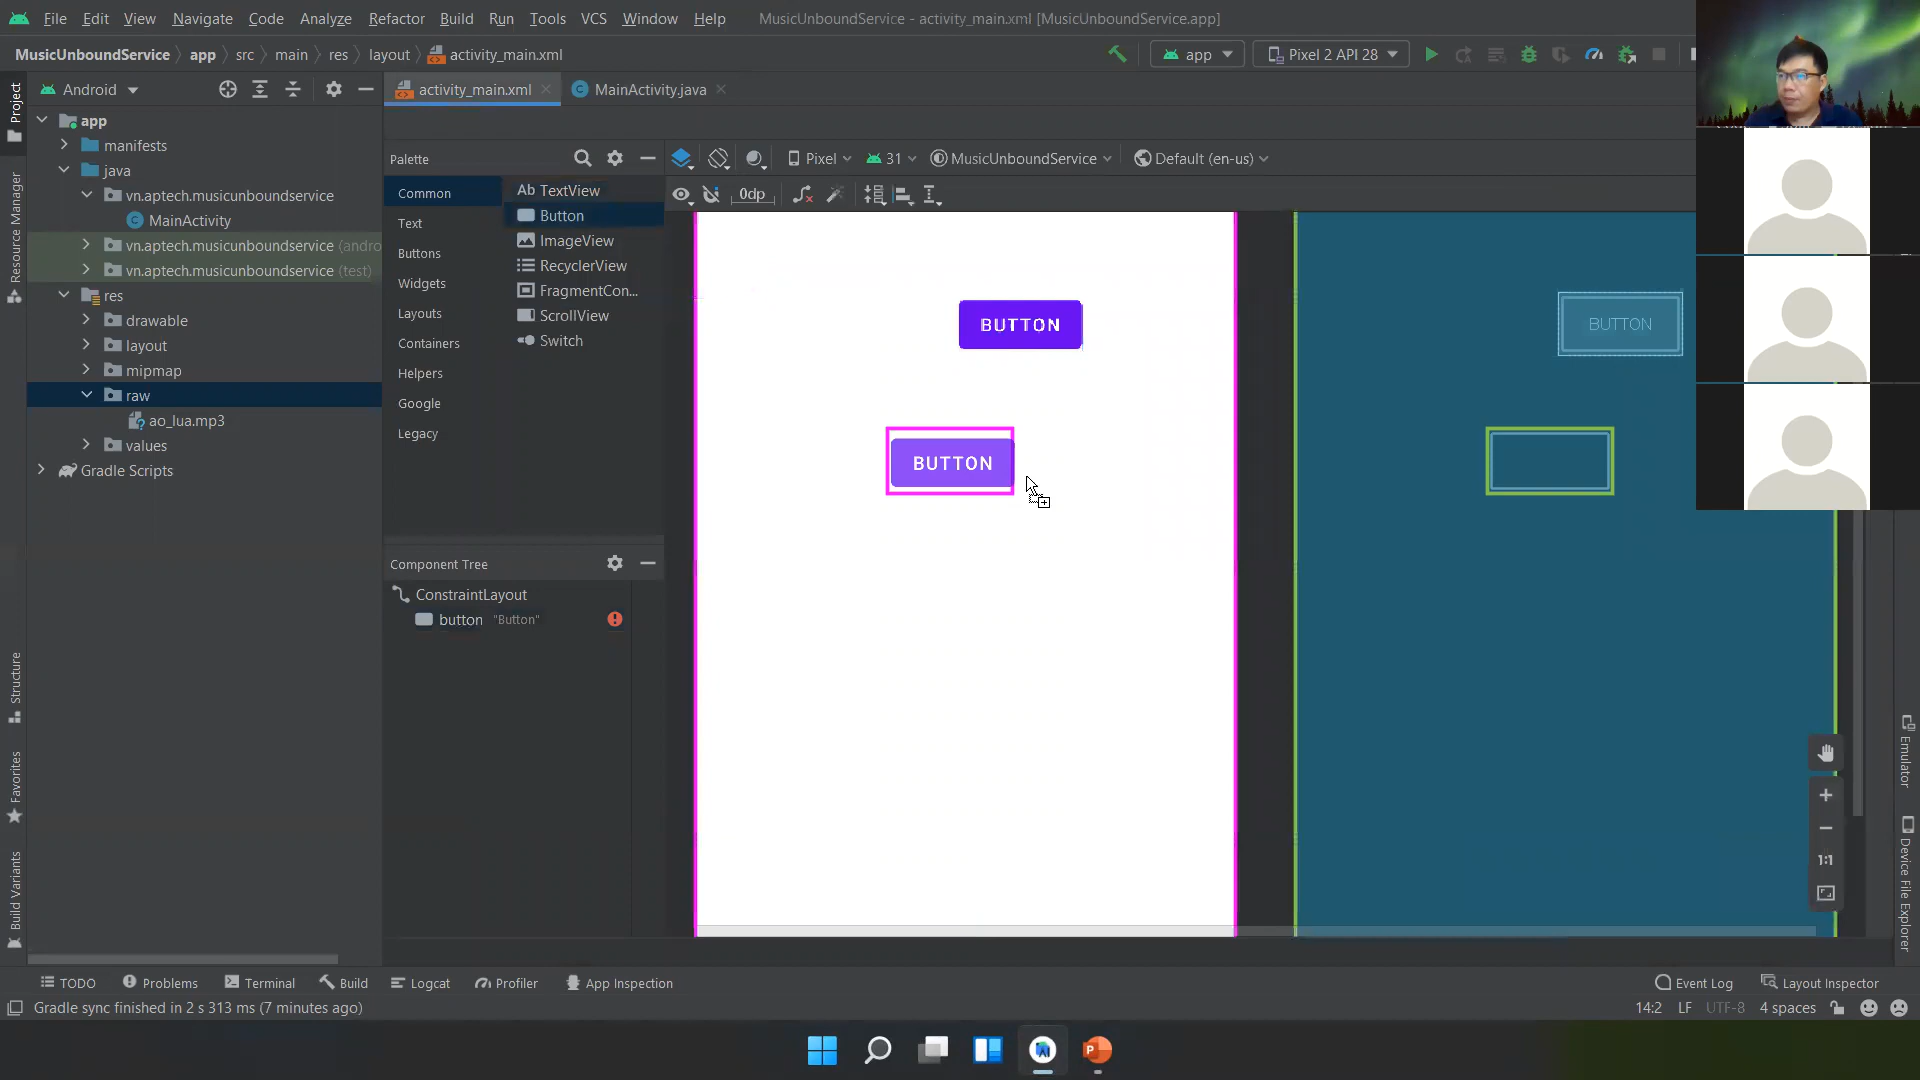 File Edit View Navigate Code Analyze Refactor Build Run Tools VCS Window Help MusicUnboundService - activity_main.xml [MusicUnboundService.app]
MusicUnboundService app src main res layout activity_main.xml app Pixel 2 API 28
Project
Android
activity_main.xml
MainActivity.java
app
manifests
java
vn.aptech.musicunboundservice
MainActivity
vn.aptech.musicunboundservice (andro
vn.aptech.musicunboundservice (test)
res
drawable
layout
mipmap
raw
ao_lua.mp3
values
Gradle Scripts
Resource Manager
Structure
Favorites
Build Variants
Palette
Common
Text
Buttons
Widgets
Layouts
Containers
Helpers
Google
Legacy
Ab TextView
Button
ImageView
RecyclerView
FragmentCon...
ScrollView
Switch
Pixel 31 MusicUnboundService Default (en-us)
0dp
BUTTON
BUTTON
BUTTON
Component Tree
ConstraintLayout
button "Button"
1:1
Emulator
Device File Explorer
TODO Problems Terminal Build Logcat Profiler App Inspection Event Log Layout Inspector
Gradle sync finished in 2 s 313 ms (7 minutes ago) 14:2 LF UTF-8 4 spaces